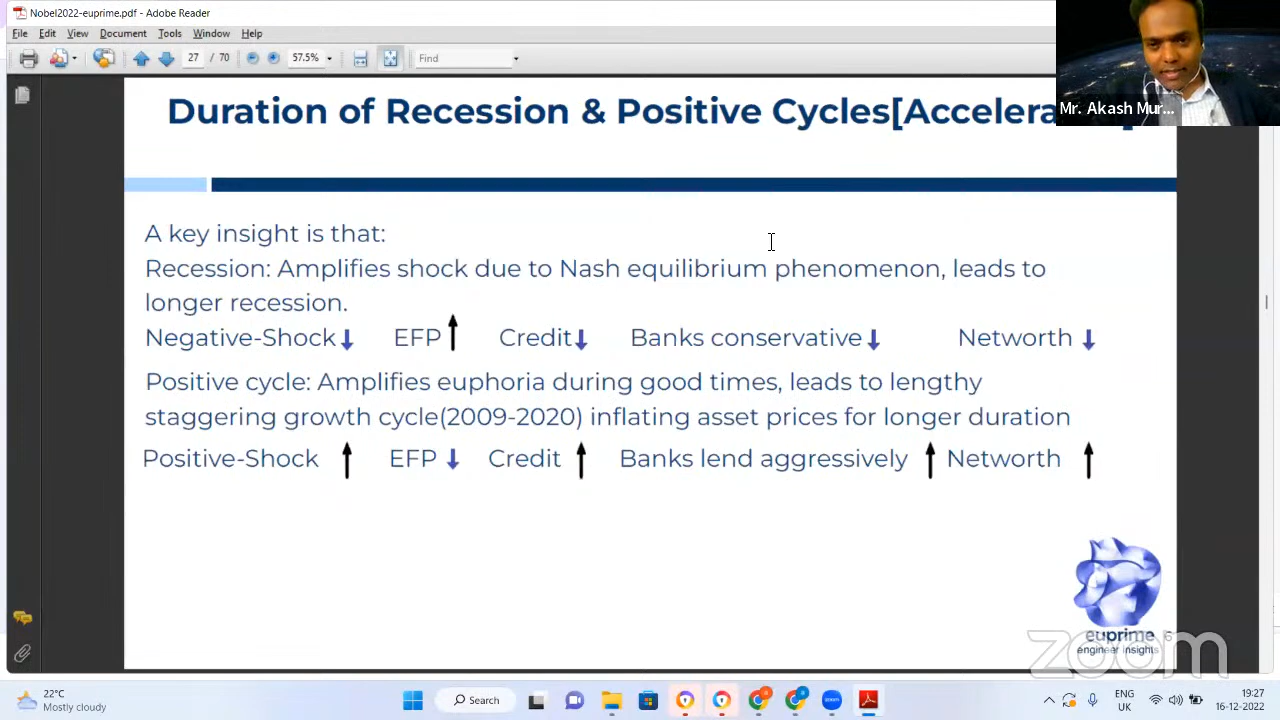 Nobel2022-euprime.pdf - Adobe Reader
File Edit View Document Tools Window Help
27 / 70 57.5% Find
Mr. Akash Mur...
Duration of Recession & Positive Cycles[Accelera
A key insight is that:
Recession: Amplifies shock due to Nash equilibrium phenomenon, leads to
longer recession.
Negative-Shock EFP Credit Banks conservative Networth
Positive cycle: Amplifies euphoria during good times, leads to lengthy
staggering growth cycle(2009-2020) inflating asset prices for longer duration
Positive-Shock EFP Credit Banks lend aggressively Networth
euprime
engineer insights
zoom
22°C
Mostly cloudy
Search
ENG
UK
19:27
16-12-2022